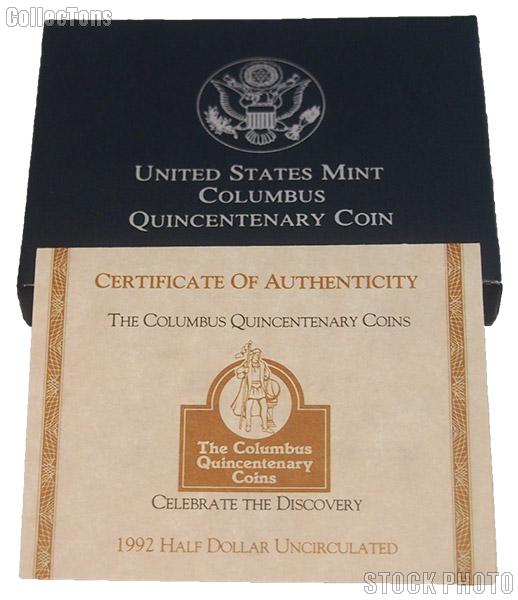 CollecTons
United States Mint
Columbus
Quincentenary Coin
Certificate Of Authenticity
The Columbus Quincentenary Coins
The Columbus
Quincentenary
Coins
Celebrate the Discovery
1992 Half Dollar Uncirculated
STOCK PHOTO